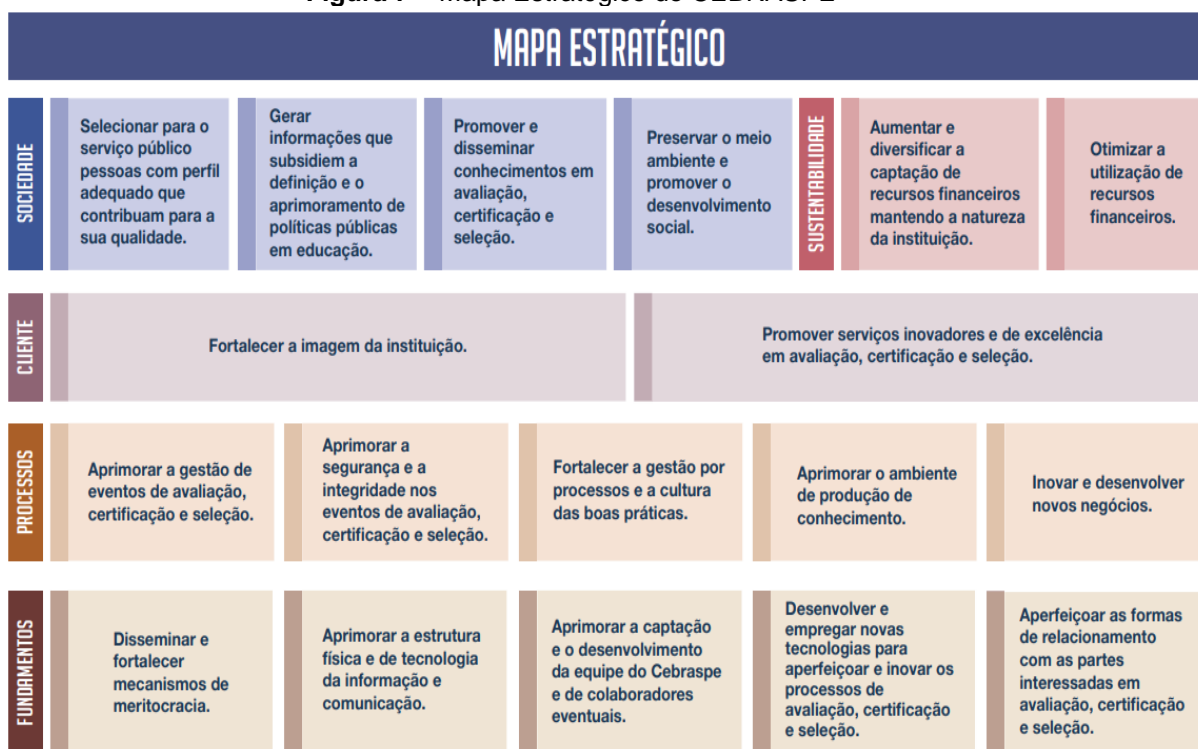 Figura 7 – Mapa Estratégico do CEBRASPE
MAPA ESTRATÉGICO
SOCIEDADE
Selecionar para o
serviço público
pessoas com perfil
adequado que
contribuam para a
sua qualidade.
Gerar
informações que
subsidiem a
definição e o
aprimoramento de
políticas públicas
em educação.
Promover e
disseminar
conhecimentos em
avaliação,
certificação e
seleção.
Preservar o meio
ambiente e
promover o
desenvolvimento
social.
SUSTENTABILIDADE
Aumentar e
diversificar a
captação de
recursos financeiros
mantendo a natureza
da instituição.
Otimizar a
utilização de
recursos
financeiros.
CLIENTE
Fortalecer a imagem da instituição.
Promover serviços inovadores e de excelência
em avaliação, certificação e seleção.
PROCESSOS
Aprimorar a gestão de
eventos de avaliação,
certificação e seleção.
Aprimorar a
segurança e a
integridade nos
eventos de avaliação,
certificação e seleção.
Fortalecer a gestão por
processos e a cultura
das boas práticas.
Aprimorar o ambiente
de produção de
conhecimento.
Inovar e desenvolver
novos negócios.
FUNDAMENTOS
Disseminar e
fortalecer
mecanismos de
meritocracia.
Aprimorar a estrutura
física e de tecnologia
da informação e
comunicação.
Aprimorar a captação
e o desenvolvimento
da equipe do Cebraspe
e de colaboradores
eventuais.
Desenvolver e
empregar novas
tecnologias para
aperfeiçoar e inovar os
processos de
avaliação, certificação
e seleção.
Aperfeiçoar as formas
de relacionamento
com as partes
interessadas em
avaliação, certificação
e seleção.